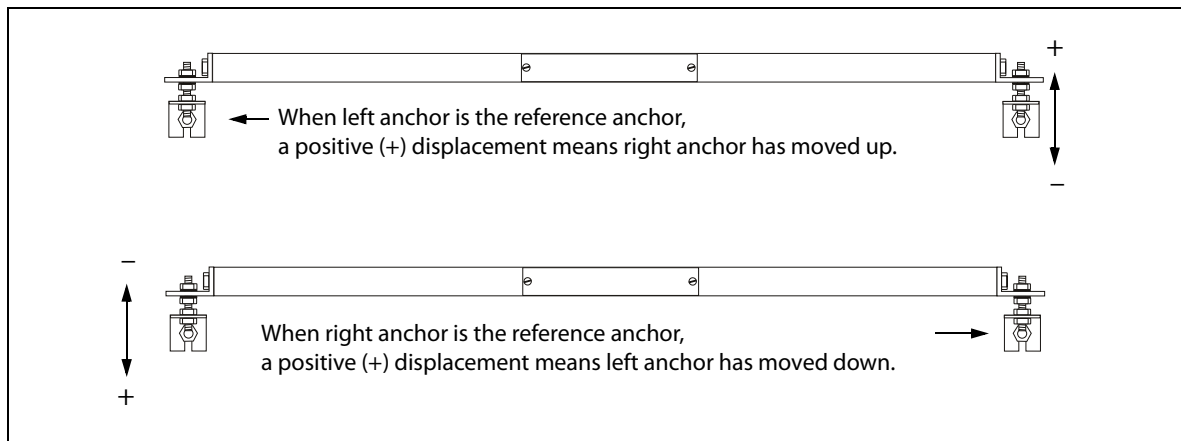 +
When left anchor is the reference anchor,
a positive (+) displacement means right anchor has moved up.
–
–
When right anchor is the reference anchor,
a positive (+) displacement means left anchor has moved down.
+